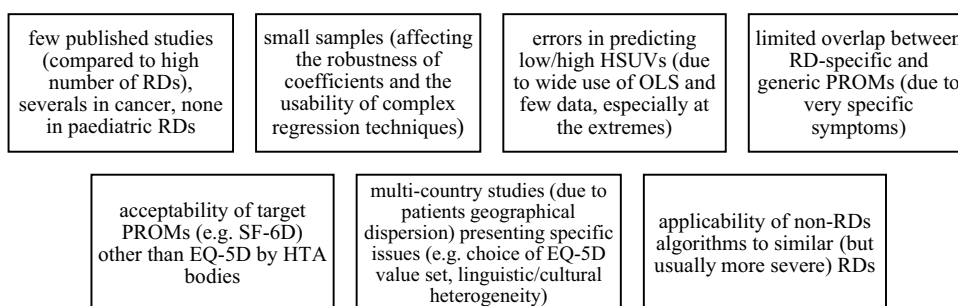 few published studies
(compared to high
number of RDs),
severals in cancer, none
in paediatric RDs
small samples (affecting
the robustness of
coefficients and the
usability of complex
regression techniques)
errors in predicting
low/high HSUVs (due
to wide use of OLS and
few data, especially at
the extremes)
limited overlap between
RD-specific and
generic PROMs (due to
very specific
symptoms)
acceptability of target
PROMs (e.g. SF-6D)
other than EQ-5D by HTA
bodies
multi-country studies (due to
patients geographical
dispersion) presenting specific
issues (e.g. choice of EQ-5D
value set, linguistic/cultural
heterogeneity)
applicability of non-RDs
algorithms to similar (but
usually more severe) RDs